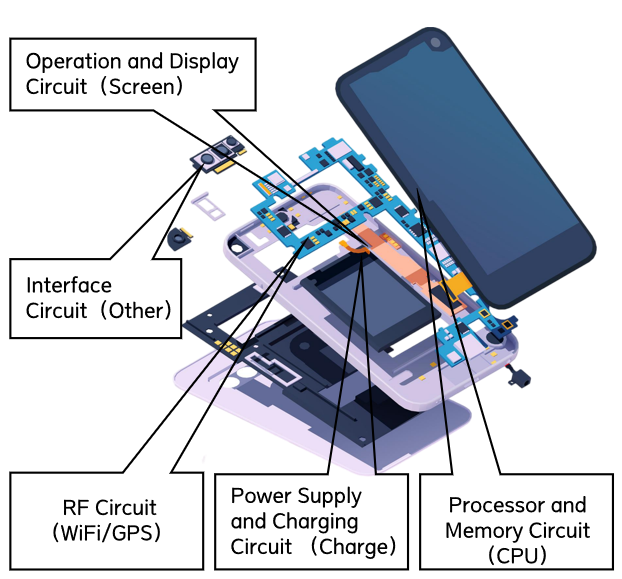 Operation and Display
Circuit（Screen）
Interface
Circuit（Other）
RF Circuit
（WiFi/GPS）
Power Supply
and Charging
Circuit （Charge）
Processor and
Memory Circuit
（CPU）